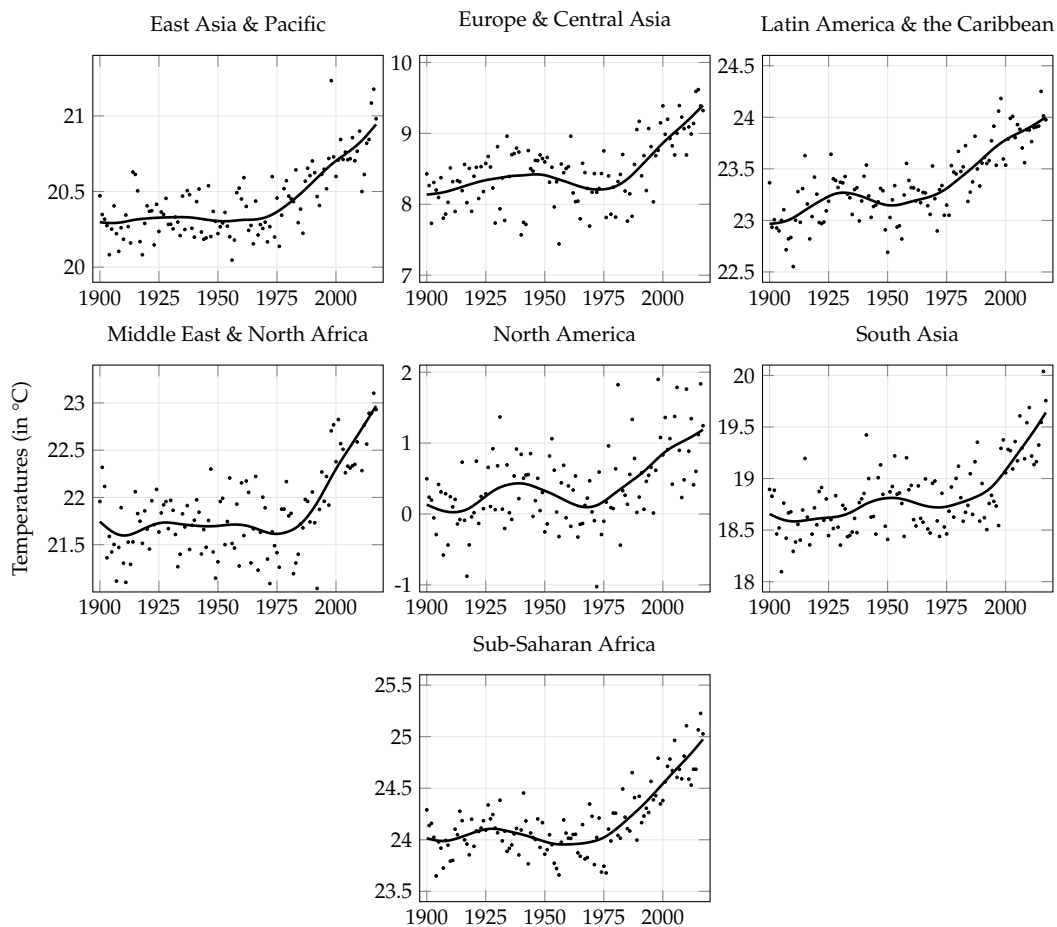 East Asia & Pacific
21
20.5
20
1900 1925 1950 1975 2000
Europe & Central Asia
10
9
8
7
1900 1925 1950 1975 2000
Latin America & the Caribbean
24.5
24
23.5
23
22.5
1900 1925 1950 1975 2000
Temperatures (in °C)
Middle East & North Africa
23
22.5
22
21.5
1900 1925 1950 1975 2000
North America
2
1
0
-1
1900 1925 1950 1975 2000
South Asia
20
19.5
19
18.5
18
1900 1925 1950 1975 2000
Sub-Saharan Africa
25.5
25
24.5
24
23.5
1900 1925 1950 1975 2000